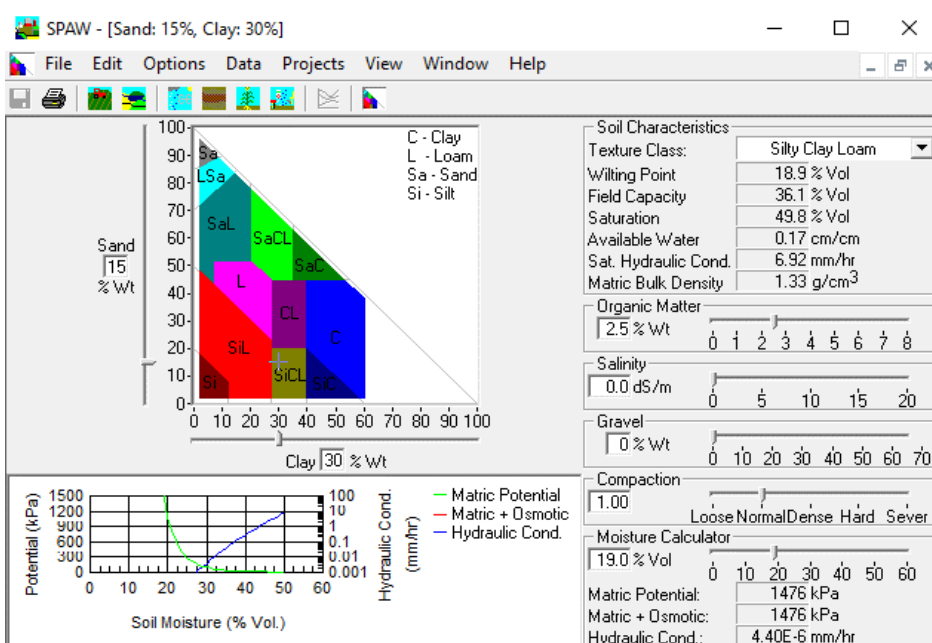 SPAW - [Sand: 15%, Clay: 30%]
File Edit Options Data Projects View Window Help
C - Clay
L - Loam
Sa - Sand
Si - Silt
100
90
80
70
60
50
40
30
20
10
0
Sand
15
% Wt
Sa
LSa
SaL
SaCL
SaC
L
CL
C
SiL
SiCL
Si
SiC
0 10 20 30 40 50 60 70 80 90 100
Clay 30 % Wt
Soil Characteristics
Texture Class: Silty Clay Loam
Wilting Point 18.9 % Vol
Field Capacity 36.1 % Vol
Saturation 49.8 % Vol
Available Water 0.17 cm/cm
Sat. Hydraulic Cond. 6.92 mm/hr
Matric Bulk Density 1.33 g/cm3
Organic Matter
2.5 % Wt
0 1 2 3 4 5 6 7 8
Salinity
0.0 dS/m
0 5 10 15 20
Gravel
0 % Wt
0 10 20 30 40 50 60 70
Compaction
1.00
Loose Normal Dense Hard Sever
Moisture Calculator
19.0 % Vol
0 10 20 30 40 50 60
Matric Potential: 1476 kPa
Matric + Osmotic: 1476 kPa
Hydraulic Cond.: 4.40E-6 mm/hr
Potential (kPa)
1500
1200
900
600
300
0
0 10 20 30 40 50 60
100
10
1
0.1
0.01
0.001
Hydraulic Cond.
(mm/hr)
Matric Potential
Matric + Osmotic
Hydraulic Cond.
Soil Moisture (% Vol.)